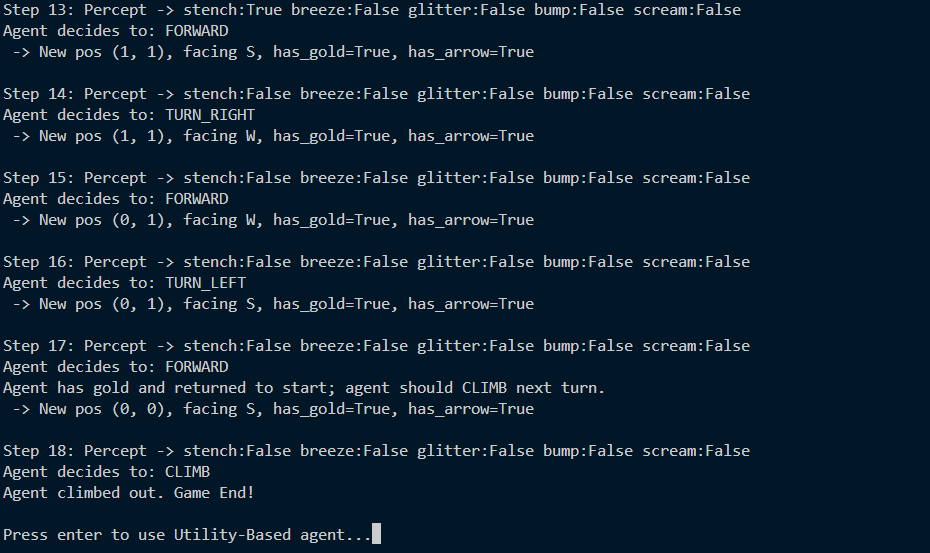 Step 13: Percept -> stench:True breeze:False glitter:False bump:False scream:False
Agent decides to: FORWARD
 -> New pos (1, 1), facing S, has_gold=True, has_arrow=True

Step 14: Percept -> stench:False breeze:False glitter:False bump:False scream:False
Agent decides to: TURN_RIGHT
 -> New pos (1, 1), facing W, has_gold=True, has_arrow=True

Step 15: Percept -> stench:False breeze:False glitter:False bump:False scream:False
Agent decides to: FORWARD
 -> New pos (0, 1), facing W, has_gold=True, has_arrow=True

Step 16: Percept -> stench:False breeze:False glitter:False bump:False scream:False
Agent decides to: TURN_LEFT
 -> New pos (0, 1), facing S, has_gold=True, has_arrow=True

Step 17: Percept -> stench:False breeze:False glitter:False bump:False scream:False
Agent decides to: FORWARD
Agent has gold and returned to start; agent should CLIMB next turn.
 -> New pos (0, 0), facing S, has_gold=True, has_arrow=True

Step 18: Percept -> stench:False breeze:False glitter:False bump:False scream:False
Agent decides to: CLIMB
Agent climbed out. Game End!

Press enter to use Utility-Based agent...